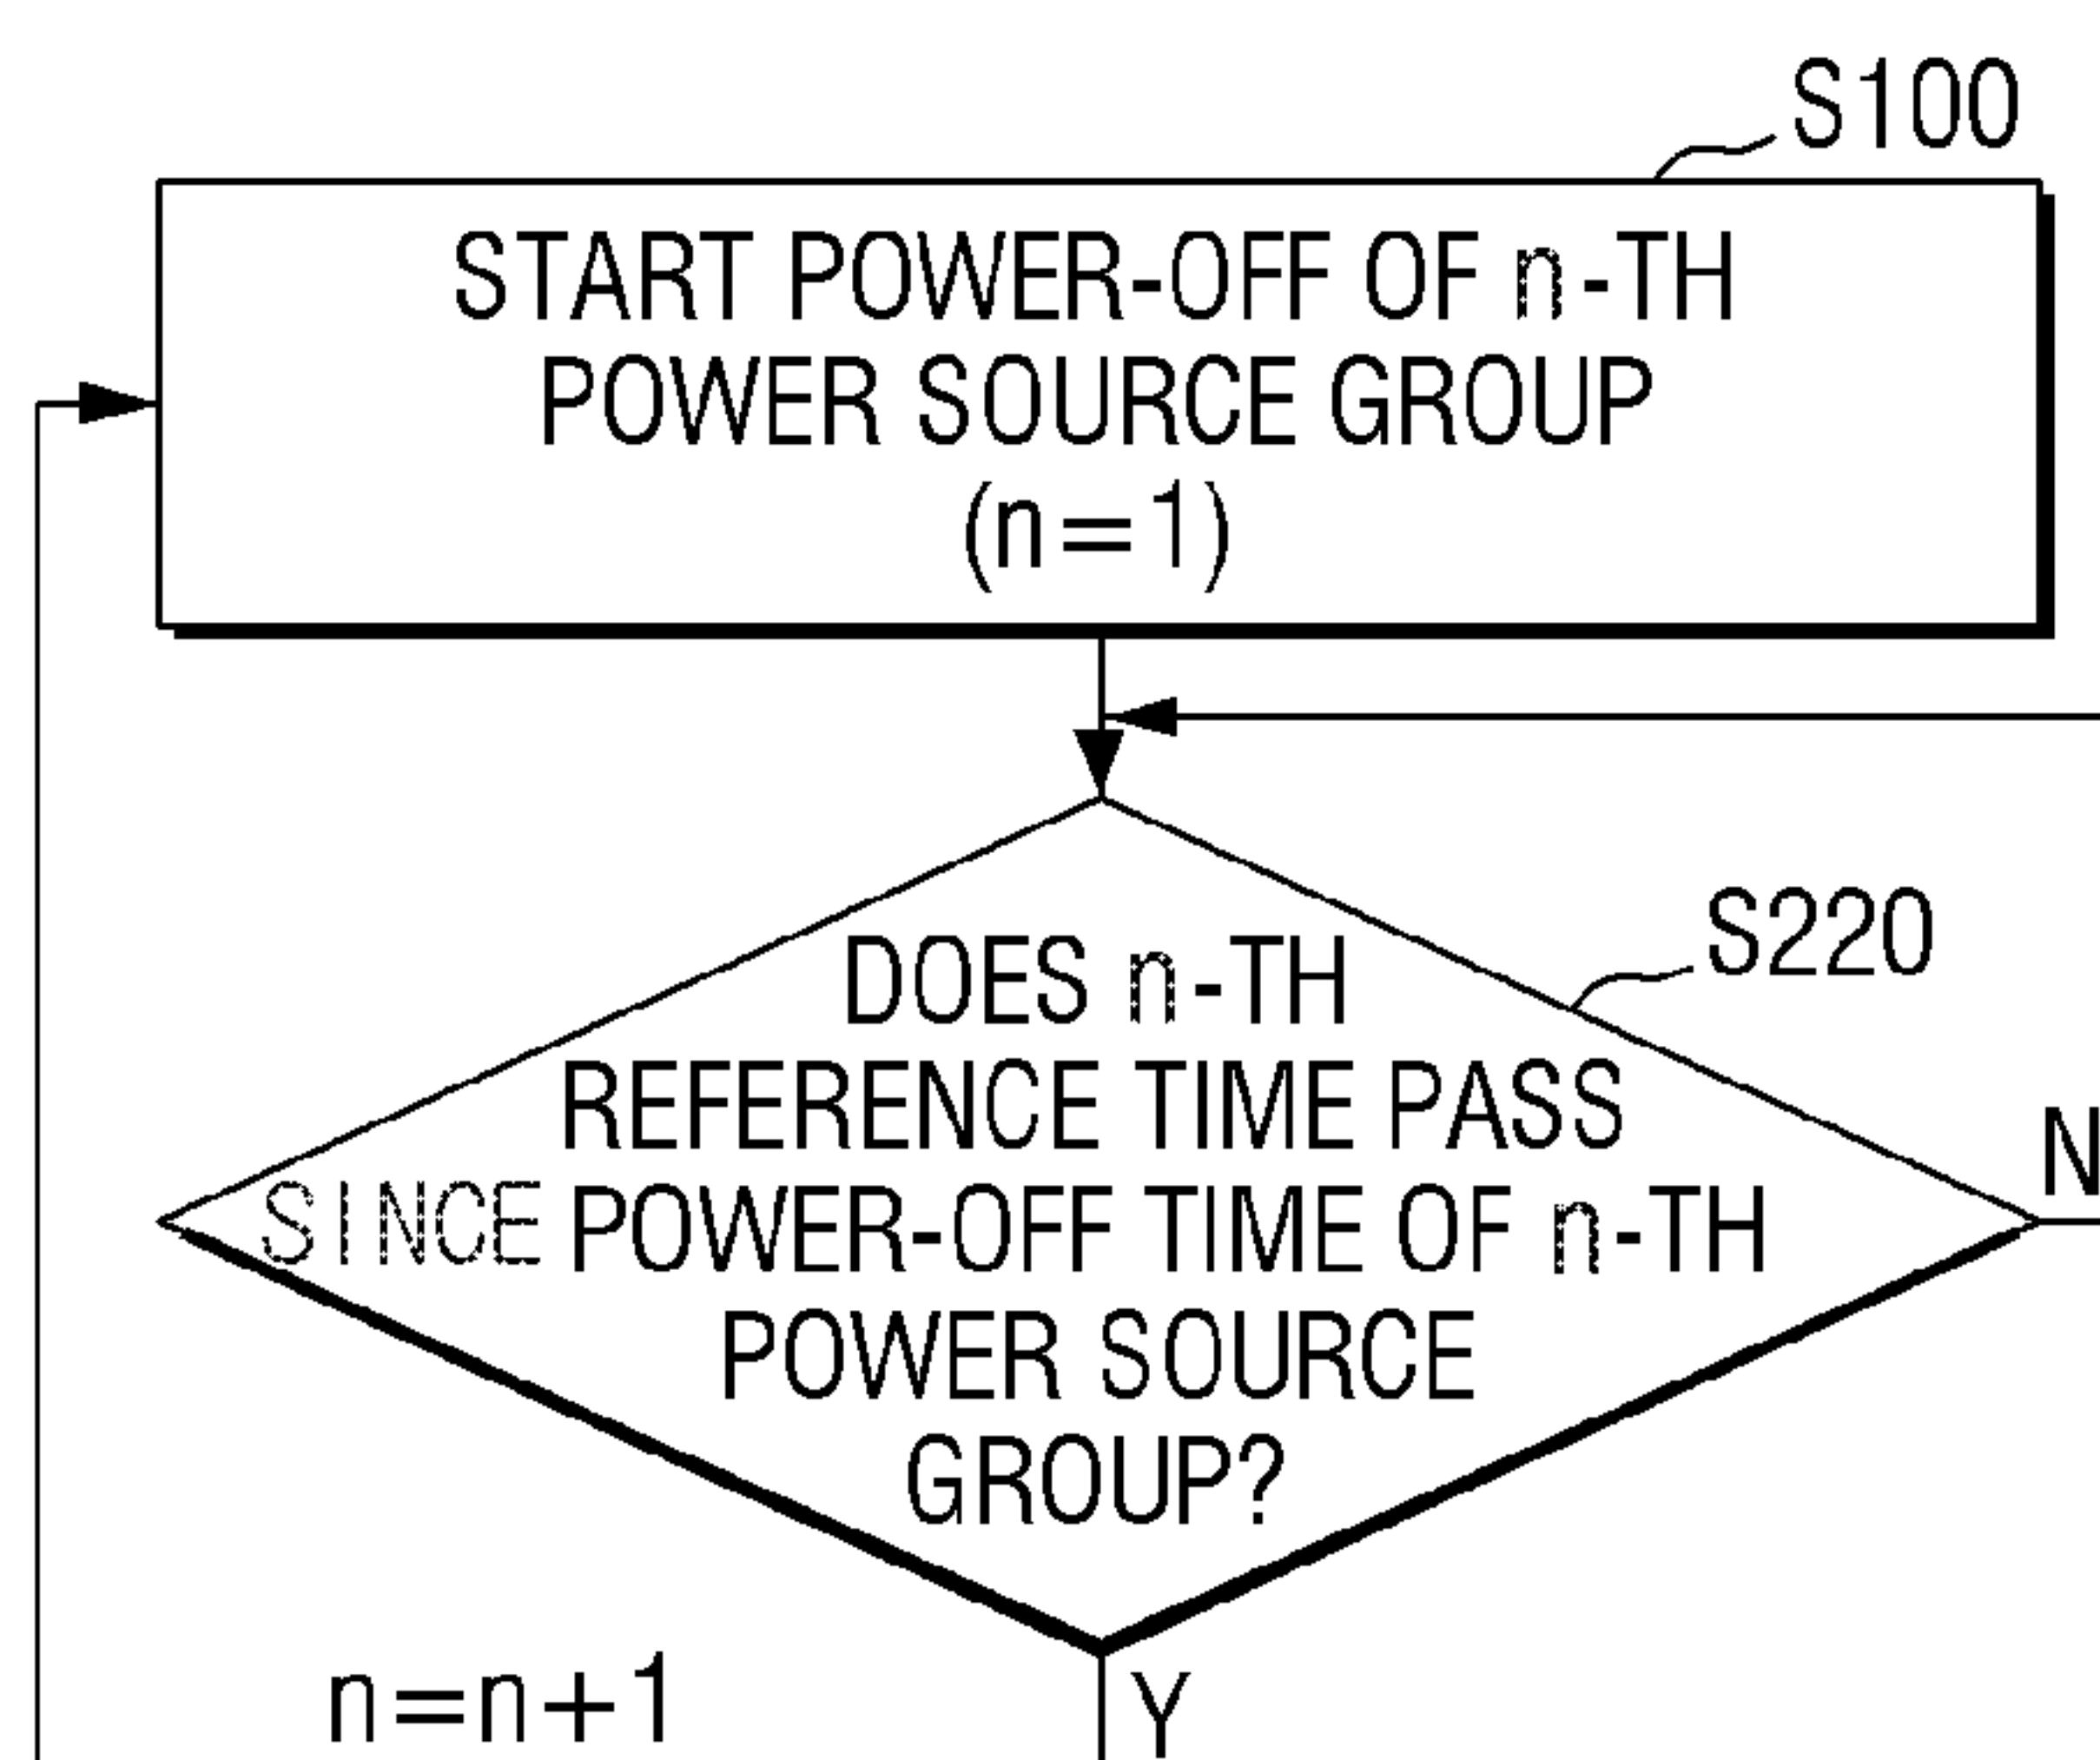 S100
START POWER-OFF OF n-TH
POWER SOURCE GROUP
(n=1)
S220
DOES n-TH
REFERENCE TIME PASS
SINCE POWER-OFF TIME OF n-TH
POWER SOURCE
GROUP?
N
n=n+1
Y